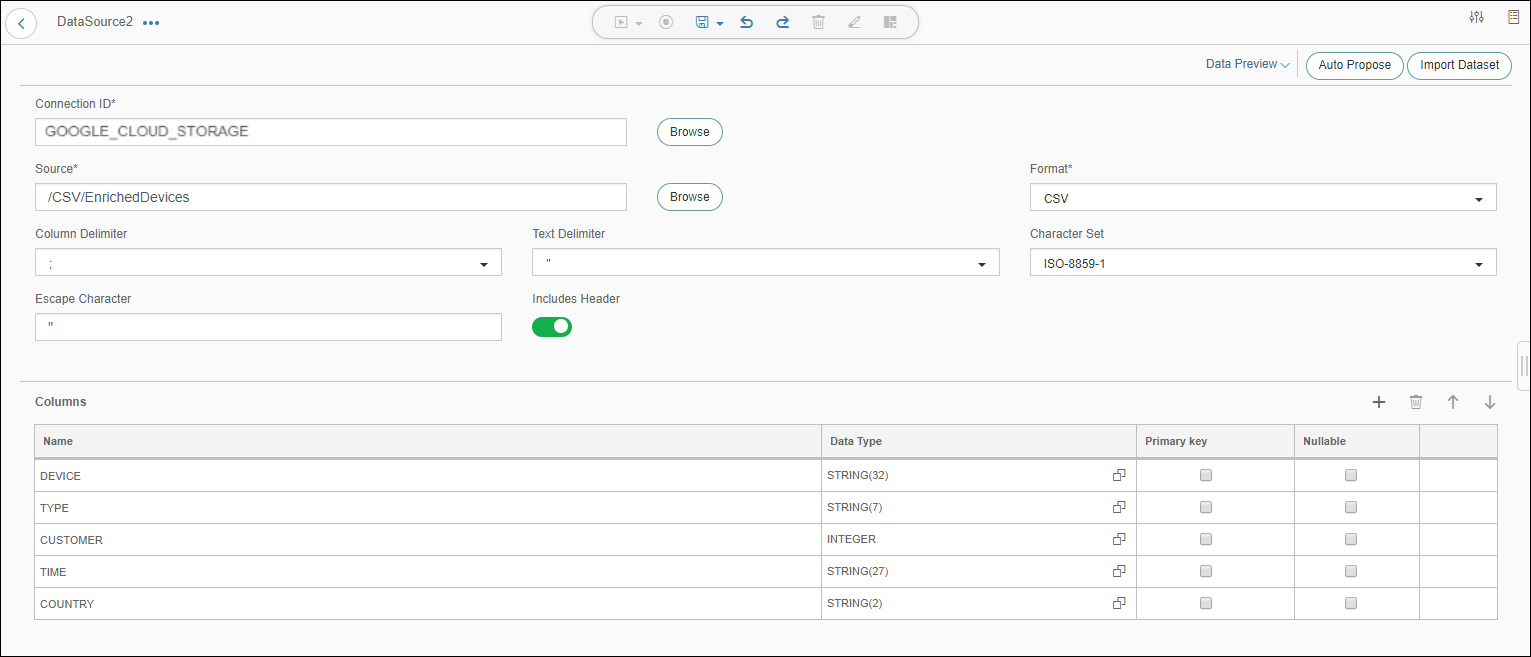 DataSource2
Data Preview Auto Propose Import Dataset
Connection ID*
GOOGLE_CLOUD_STORAGE Browse
Source* Format*
/CSV/EnrichedDevices Browse CSV
Column Delimiter Text Delimiter Character Set
; " ISO-8859-1
Escape Character Includes Header
"
Columns
Name Data Type Primary key Nullable
DEVICE STRING(32)
TYPE STRING(7)
CUSTOMER INTEGER
TIME STRING(27)
COUNTRY STRING(2)